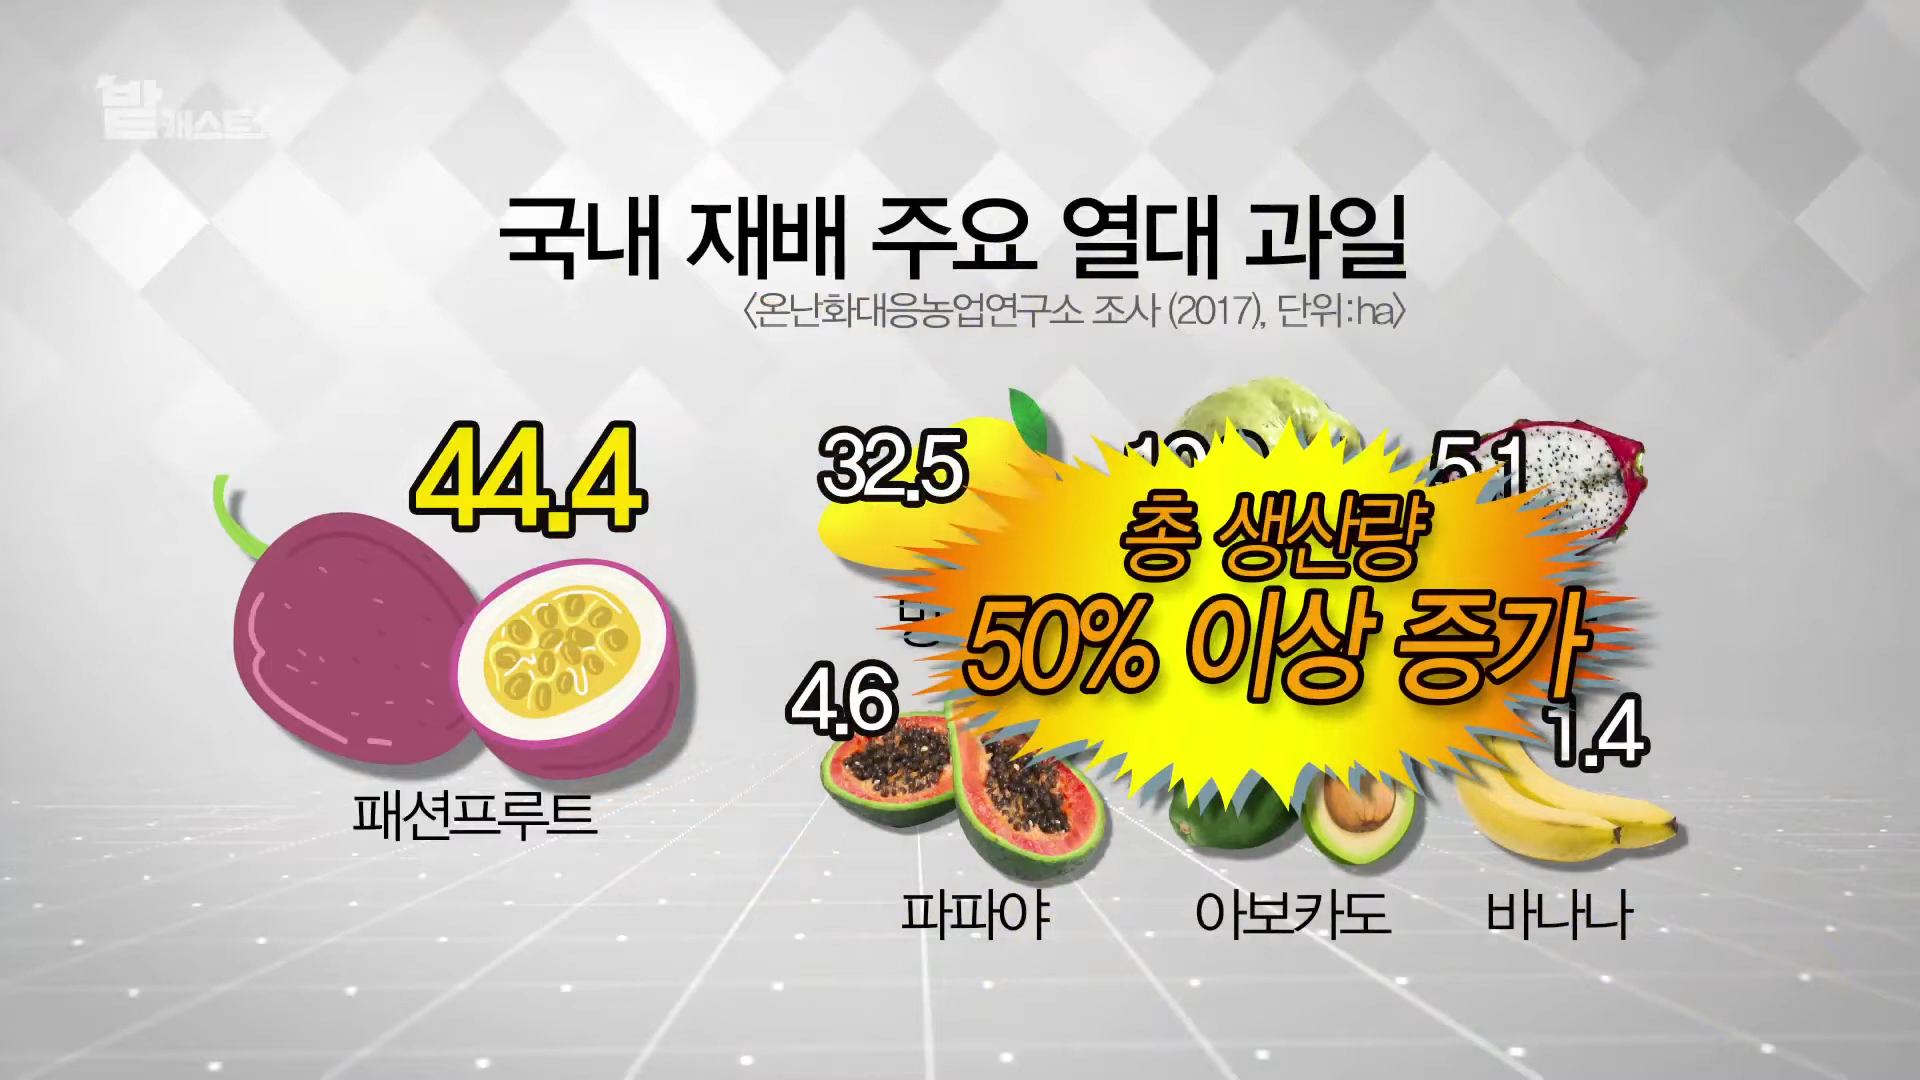 밭캐스트
국내 재배 주요 열대 과일
<온난화대응농업연구소 조사 (2017), 단위:ha>
44.4
32.5
5.1
총 생산량
50% 이상 증가
4.6
1.4
패션프루트
파파야
아보카도
바나나